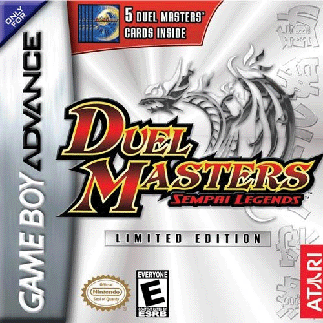 ONLY
FOR
GAME BOY ADVANCE
5 DUEL MASTERS
CARDS INSIDE
DUEL
MASTERS
SEMPAI LEGENDS
LIMITED EDITION
Nintendo
EVERYONE
E
ESRB
ATARI